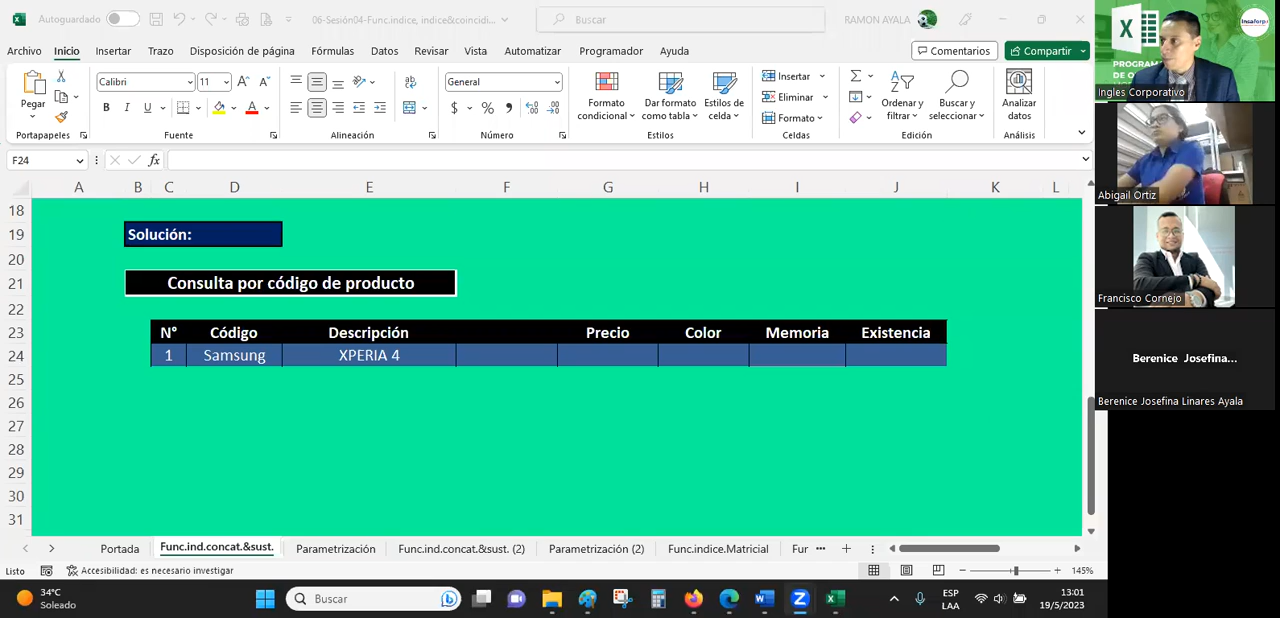 Autoguardado
06-Sesión04-Func.indice, indice&coincidi...
Buscar
RAMON AYALA
Archivo Inicio Insertar Trazo Disposición de página Fórmulas Datos Revisar Vista Automatizar Programador Ayuda
Comentarios Compartir
Pegar
Calibri 11
General
Formato condicional
Dar formato como tabla
Estilos de celda
Insertar
Eliminar
Formato
Ordenar y filtrar
Buscar y seleccionar
Analizar datos
Portapapeles Fuente Alineación Número Estilos Celdas Edición Análisis
F24
fx
A B C D E F G H I J K L
18
19 Solución:
20
21 Consulta por código de producto
22
23 N° Código Descripción Precio Color Memoria Existencia
24 1 Samsung XPERIA 4
25
26
27
28
29
30
31
Portada Func.ind.concat.&sust. Parametrización Func.ind.concat.&sust. (2) Parametrización (2) Func.indice.Matricial Fur ...
Listo Accesibilidad: es necesario investigar 145%
34°C
Soleado
Buscar
ESP
LAA
13:01
19/5/2023
Ingles Corporativo
Abigail Ortiz
Francisco Cornejo
Berenice Josefina...
Berenice Josefina Linares Ayala